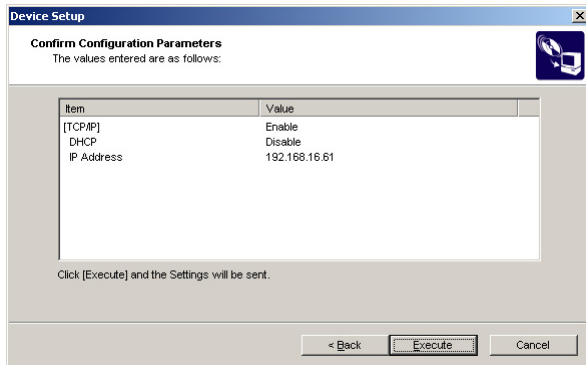 Device Setup
Confirm Configuration Parameters
The values entered are as follows:
Item Value
[TCP/IP] Enable
DHCP Disable
IP Address 192.168.16.61
Click [Execute] and the Settings will be sent.
< Back Execute Cancel